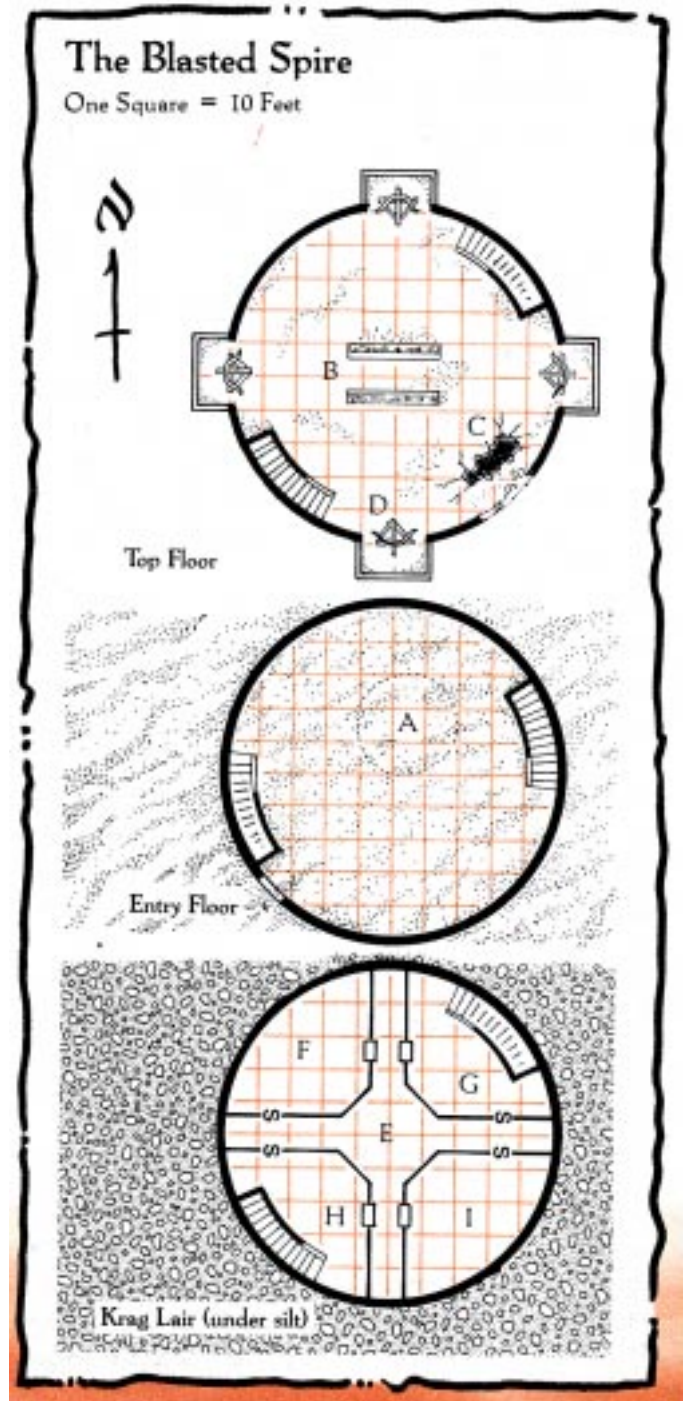 The Blasted Spire
One Square = 10 Feet
N
B
C
D
Top Floor
A
Entry Floor
F
G
S
S
E
S
S
H
I
Krag Lair (under silt)